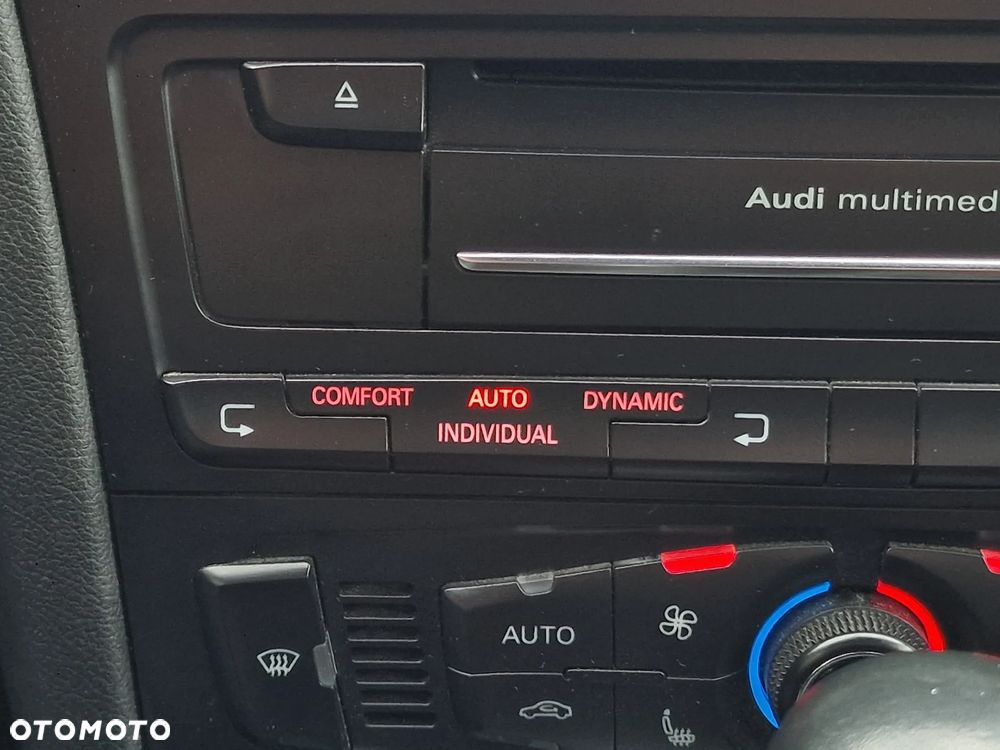 Audi multimed
COMFORT AUTO DYNAMIC
INDIVIDUAL
AUTO
OTOMOTO